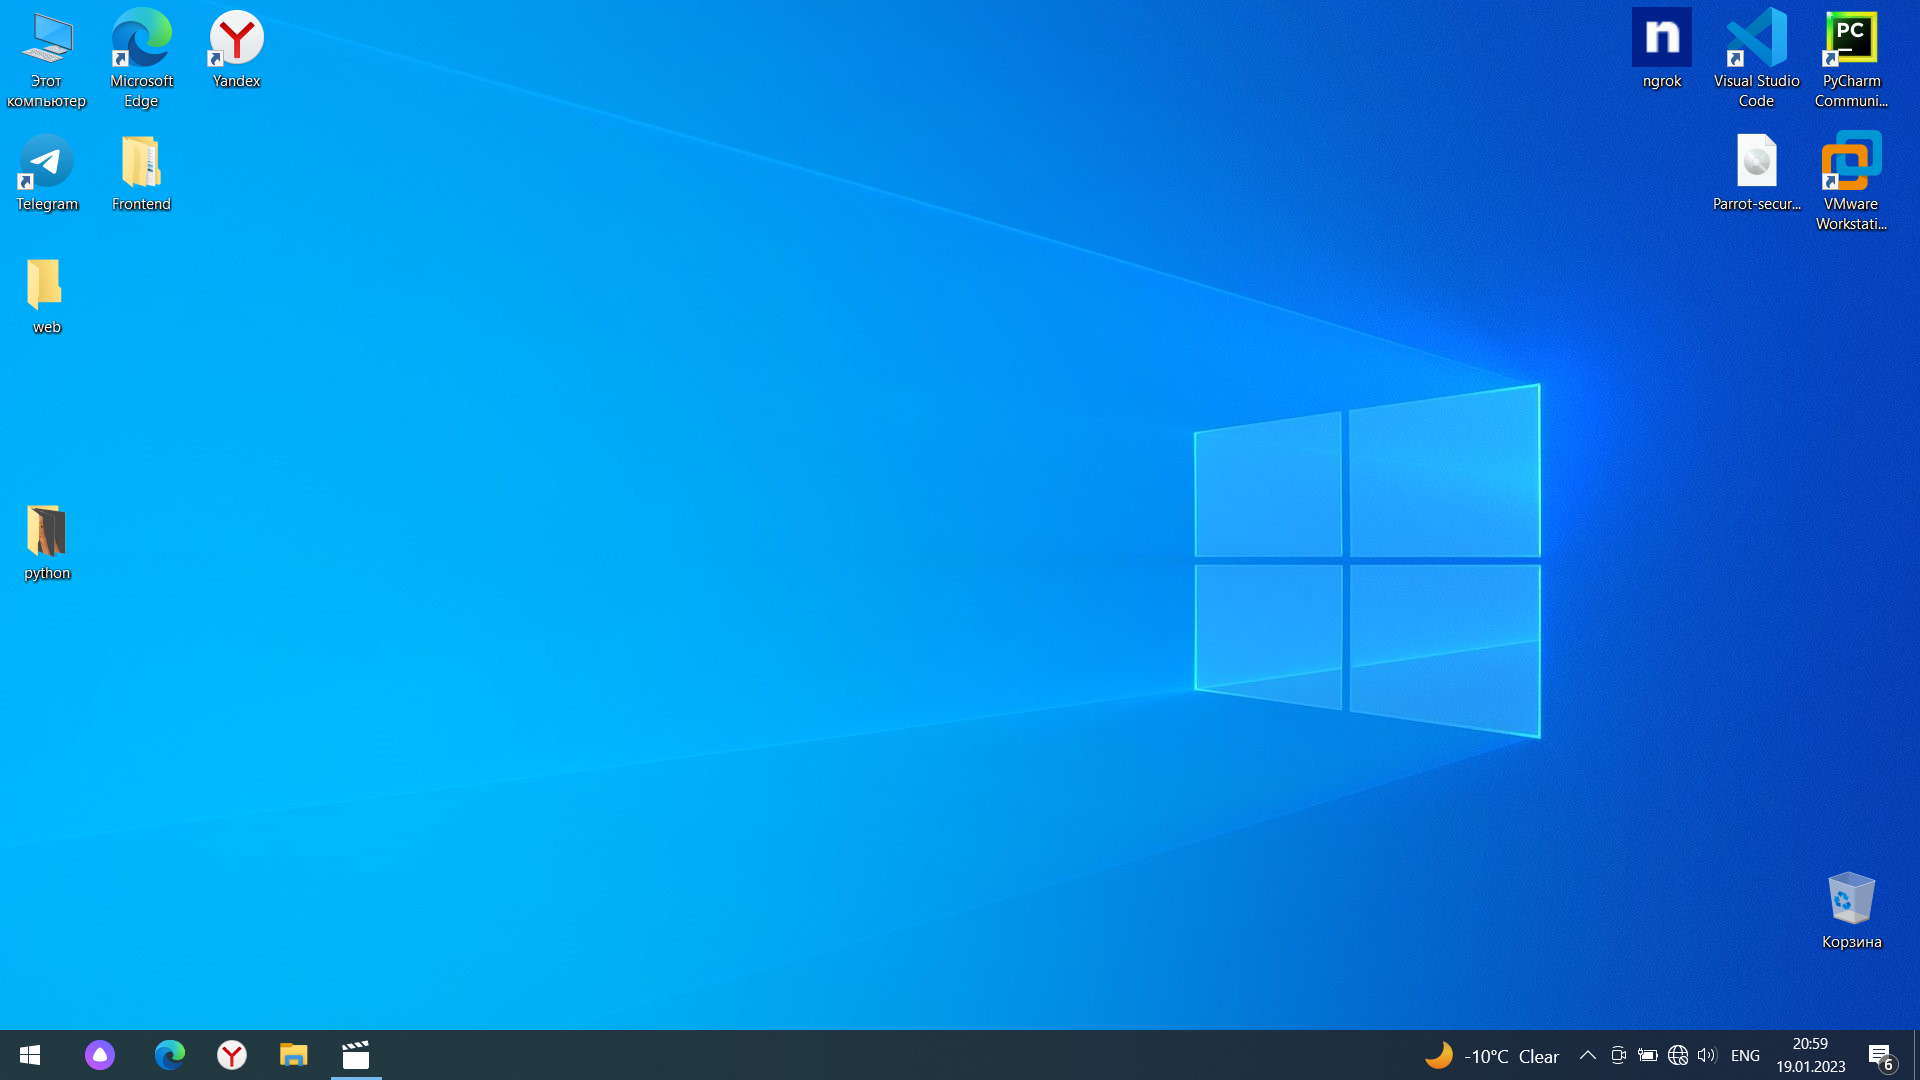 Этот
компьютер
Microsoft
Edge
Yandex
ngrok
Visual Studio
Code
PC
PyCharm
Communi...
Telegram
Frontend
Parrot-secur...
VMware
Workstati...
web
python
Корзина
-10°C Clear
ENG
20:59
19.01.2023
6